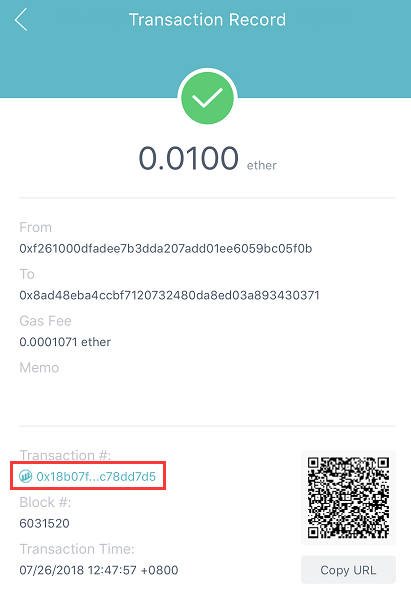 Transaction Record
0.0100 ether
From
0xf261000dfadee7b3dda207add01ee6059bc05f0b
To
0x8ad48eba4ccbf7120732480da8ed03a893430371
Gas Fee
0.0001071 ether
Memo
Transaction #:
0x18b07f...c78dd7d5
Block #:
6031520
Transaction Time:
07/26/2018 12:47:57 +0800
Copy URL